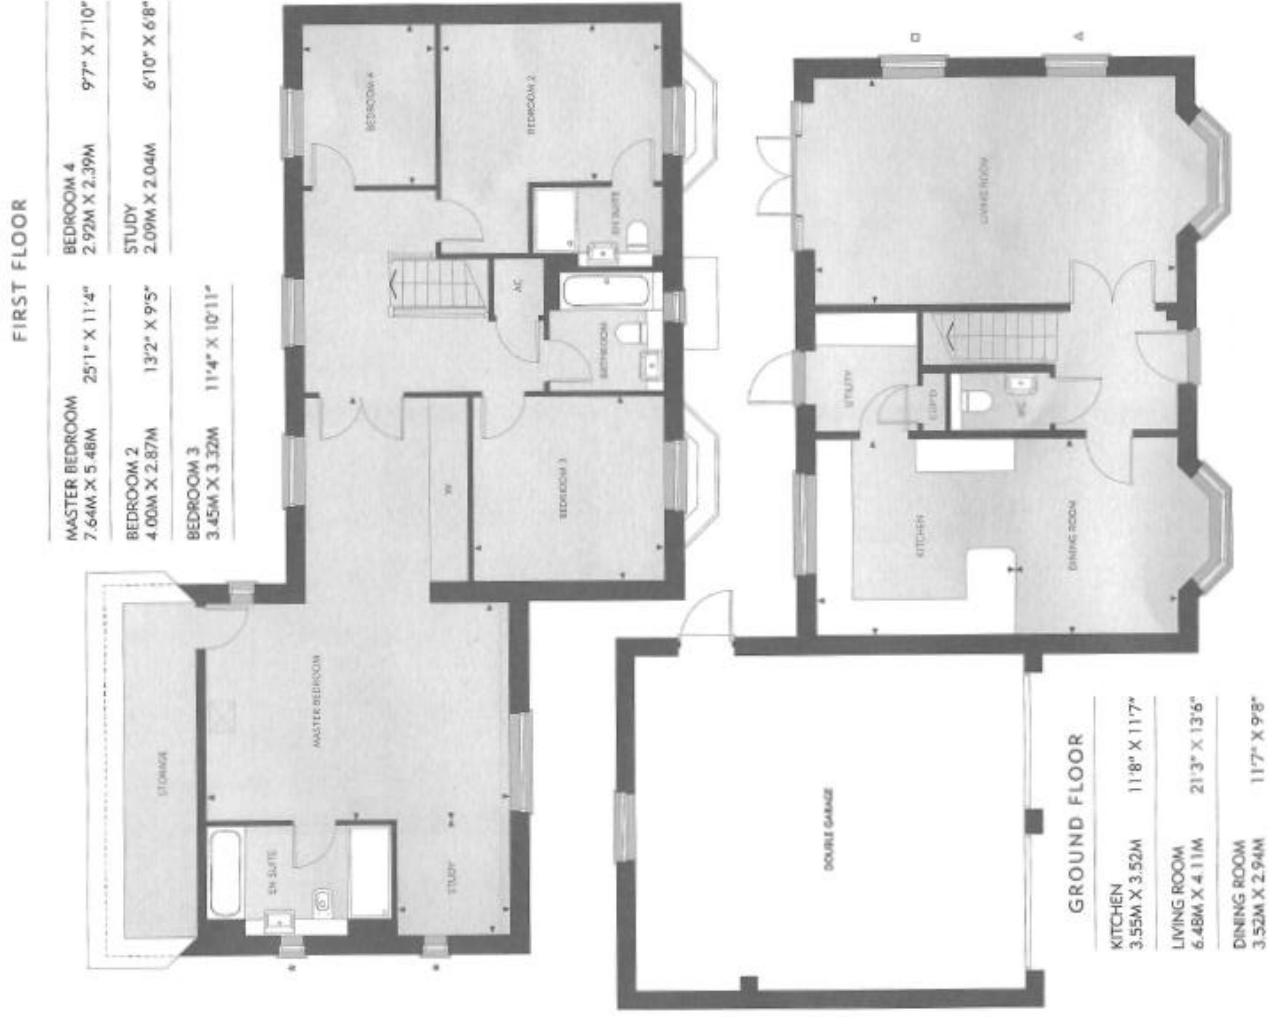 FIRST FLOOR
MASTER BEDROOM
7.64M X 5.48M 25'1" X 11'4"
BEDROOM 2
4.00M X 2.87M 13'2" X 9'5"
BEDROOM 3
3.45M X 3.32M 11'4" X 10'11"
BEDROOM 4
2.92M X 2.39M 9'7" X 7'10"
STUDY
2.09M X 2.04M 6'10" X 6'8"
STORAGE
EN SUITE
MASTER BEDROOM
STUDY
W
BEDROOM 3
BATHROOM
AC
EN SUITE
BEDROOM 4
BEDROOM 2
GROUND FLOOR
KITCHEN
3.55M X 3.52M 11'8" X 11'7"
LIVING ROOM
6.48M X 4.11M 21'3" X 13'6"
DINING ROOM
3.52M X 2.94M 11'7" X 9'8"
DOUBLE GARAGE
KITCHEN
DINING ROOM
UTILITY
CUP'D
WC
LIVING ROOM